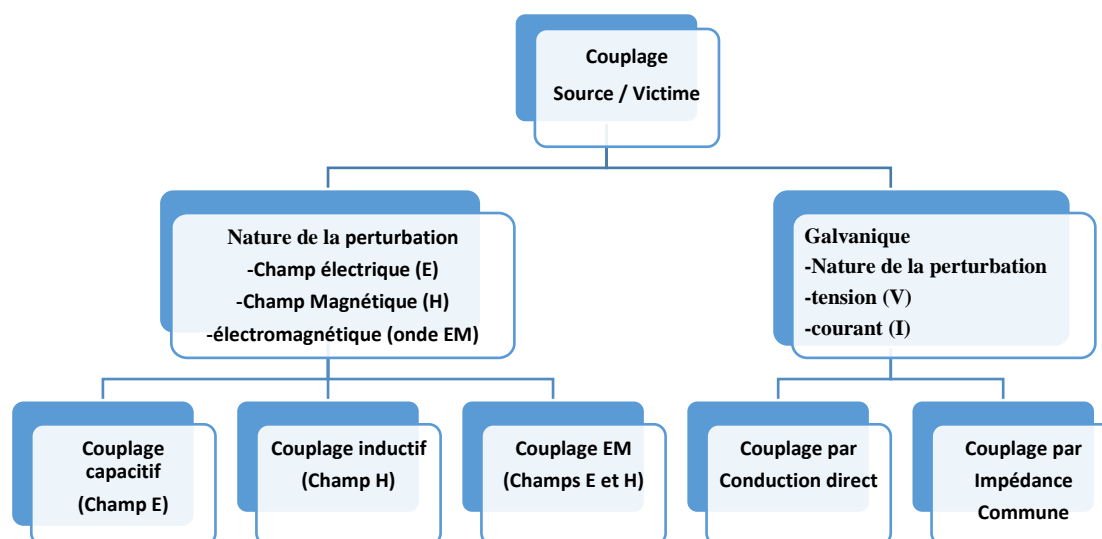 Couplage
Source / Victime
Nature de la perturbation
-Champ électrique (E)
-Champ Magnétique (H)
-électromagnétique (onde EM)
Galvanique
-Nature de la perturbation
-tension (V)
-courant (I)
Couplage
capacitif
(Champ E)
Couplage inductif
(Champ H)
Couplage EM
(Champs E et H)
Couplage par
Conduction direct
Couplage par
Impédance
Commune